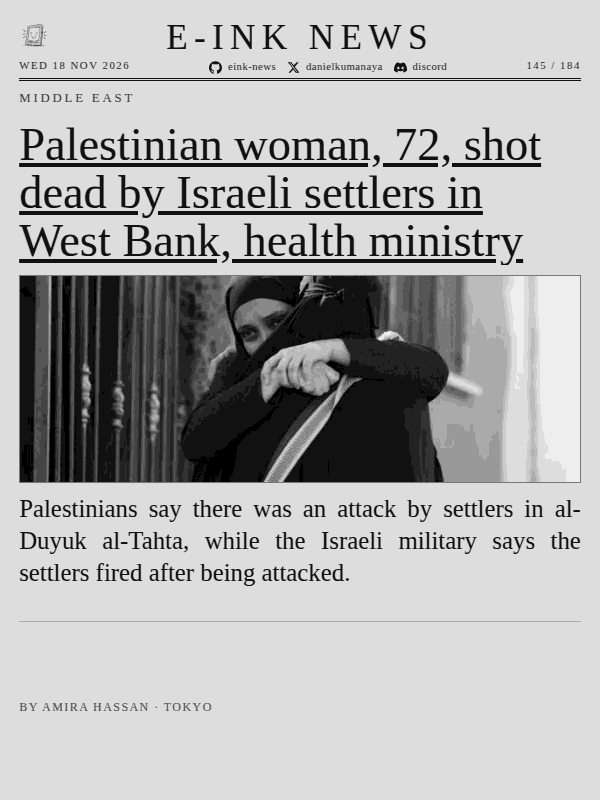 E-INK NEWS
WED 18 NOV 2026
eink-news danielkumanaya discord
145 / 184
MIDDLE EAST
Palestinian woman, 72, shot
dead by Israeli settlers in
West Bank, health ministry
Palestinians say there was an attack by settlers in al-
Duyuk al-Tahta, while the Israeli military says the
settlers fired after being attacked.
BY AMIRA HASSAN · TOKYO